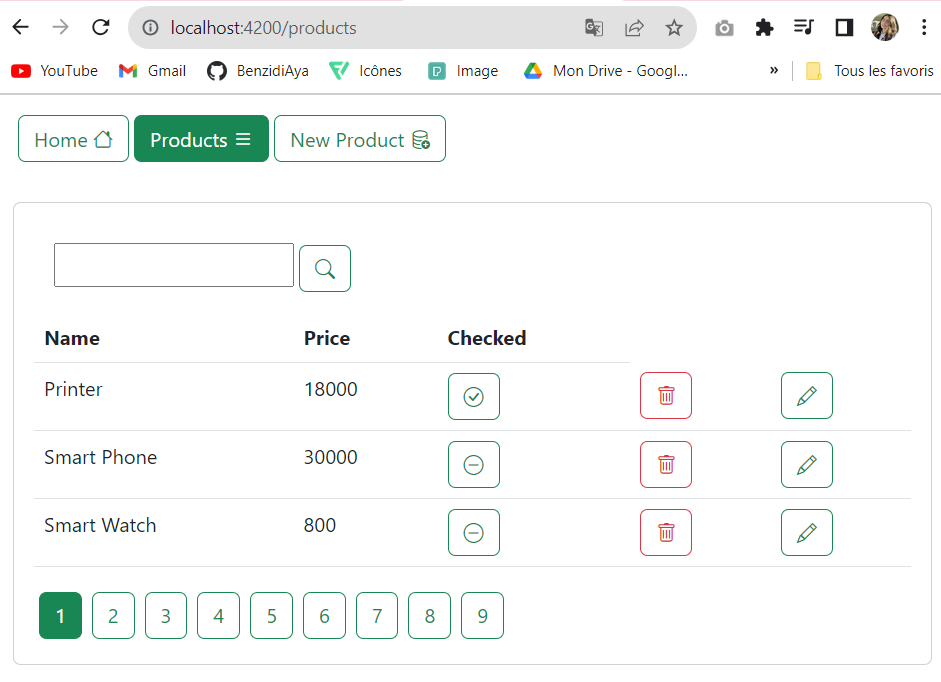 localhost:4200/products
YouTube Gmail BenzidiAya Icônes Image Mon Drive - Googl... » Tous les favoris
Home Products New Product
Name Price Checked
Printer 18000
Smart Phone 30000
Smart Watch 800
1 2 3 4 5 6 7 8 9